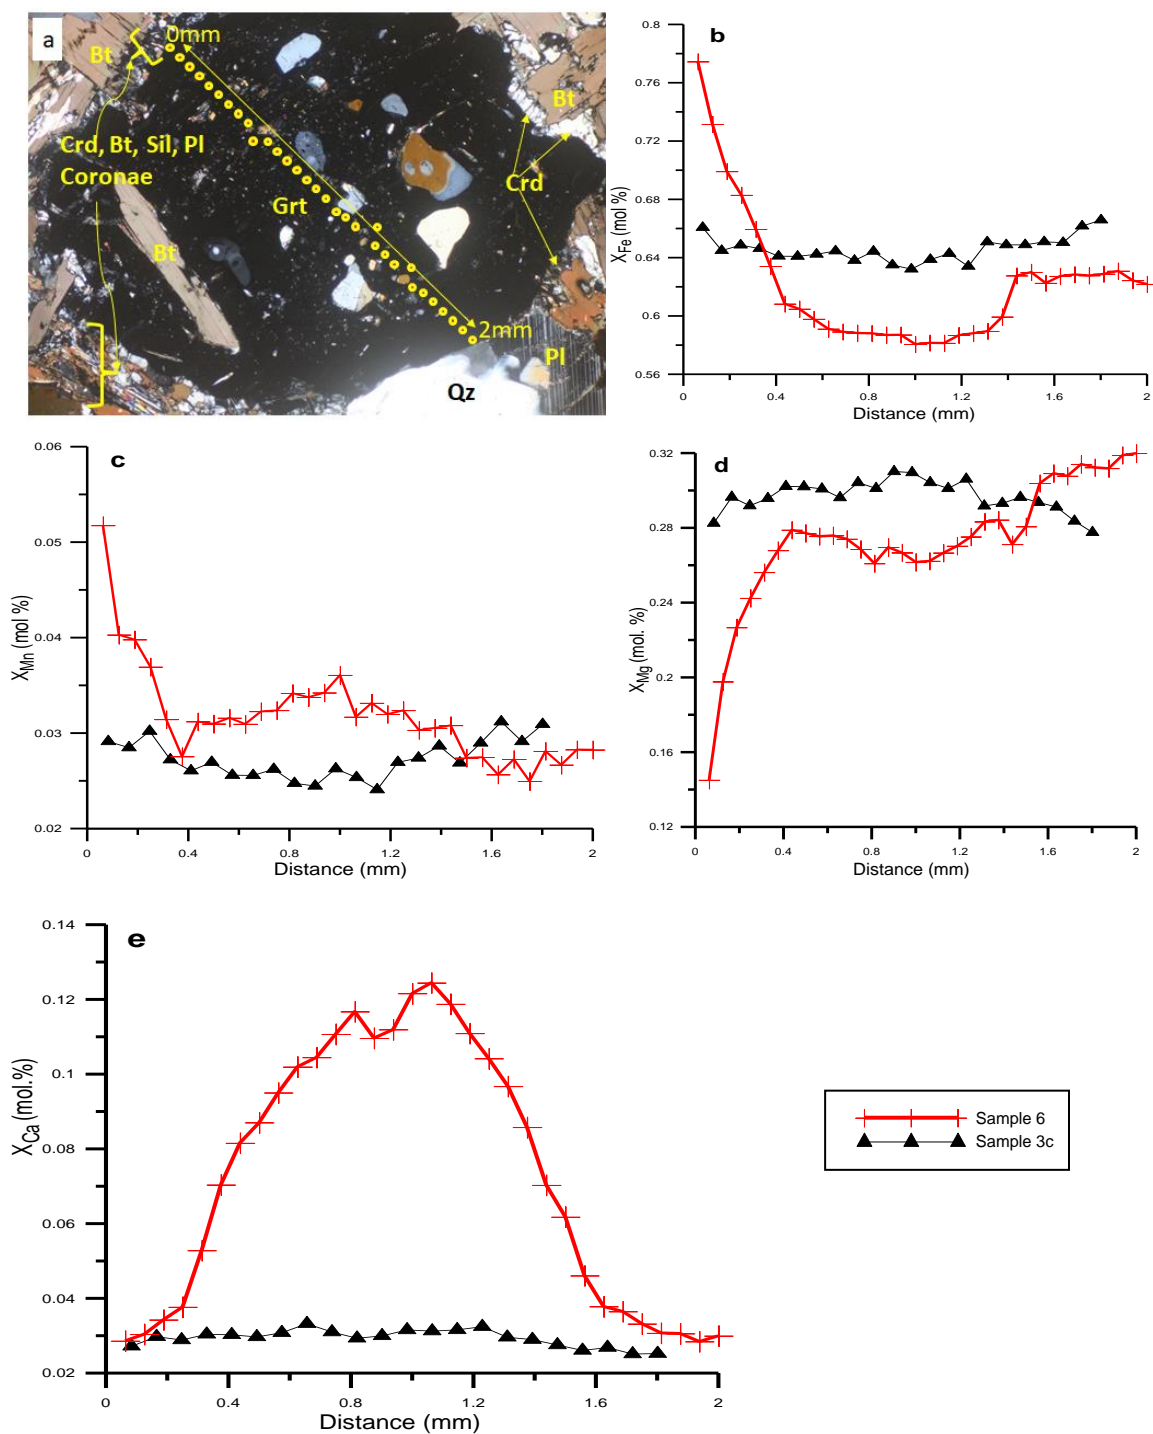 a
0mm
Bt
Bt
Crd, Bt, Sil, Pl
Coronae
Crd
Grt
Bt
2mm
Pl
Qz
b
0.8
0.76
0.72
0.68
0.64
0.6
0.56
X_Fe (mol %)
0
0.4
0.8
1.2
1.6
2
Distance (mm)
c
0.06
0.05
0.04
0.03
0.02
X_Mn (mol %)
0
0.4
0.8
1.2
1.6
2
Distance (mm)
d
0.32
0.28
0.24
0.2
0.16
0.12
X_Mg (mol. %)
0
0.4
0.8
1.2
1.6
2
Distance (mm)
e
0.14
0.12
0.1
0.08
0.06
0.04
0.02
X_Ca (mol.%)
0
0.4
0.8
1.2
1.6
2
Distance (mm)
Sample 6
Sample 3c